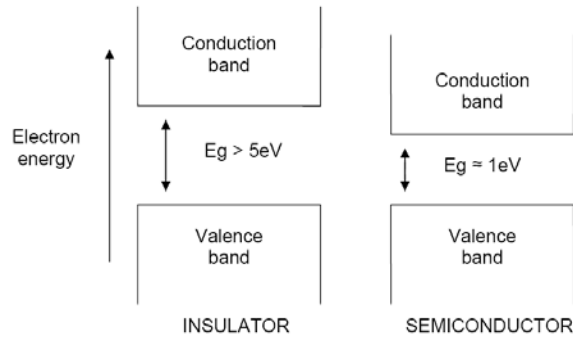 Conduction
band
Conduction
band
Electron
energy
Eg > 5eV
Eg ≃ 1eV
Valence
band
Valence
band
INSULATOR
SEMICONDUCTOR